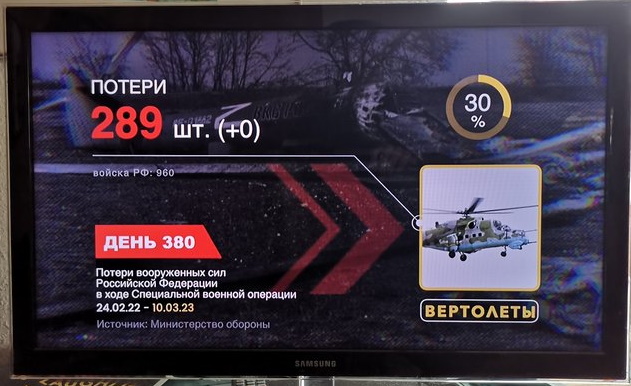 ПОТЕРИ
289 шт. (+0)
30
%
войска РФ: 960
ДЕНЬ 380
Потери вооруженных сил
Российской Федерации
в ходе Специальной военной операции
24.02.22 – 10.03.23
Источник: Министерство обороны
ВЕРТОЛЕТЫ
SAMSUNG